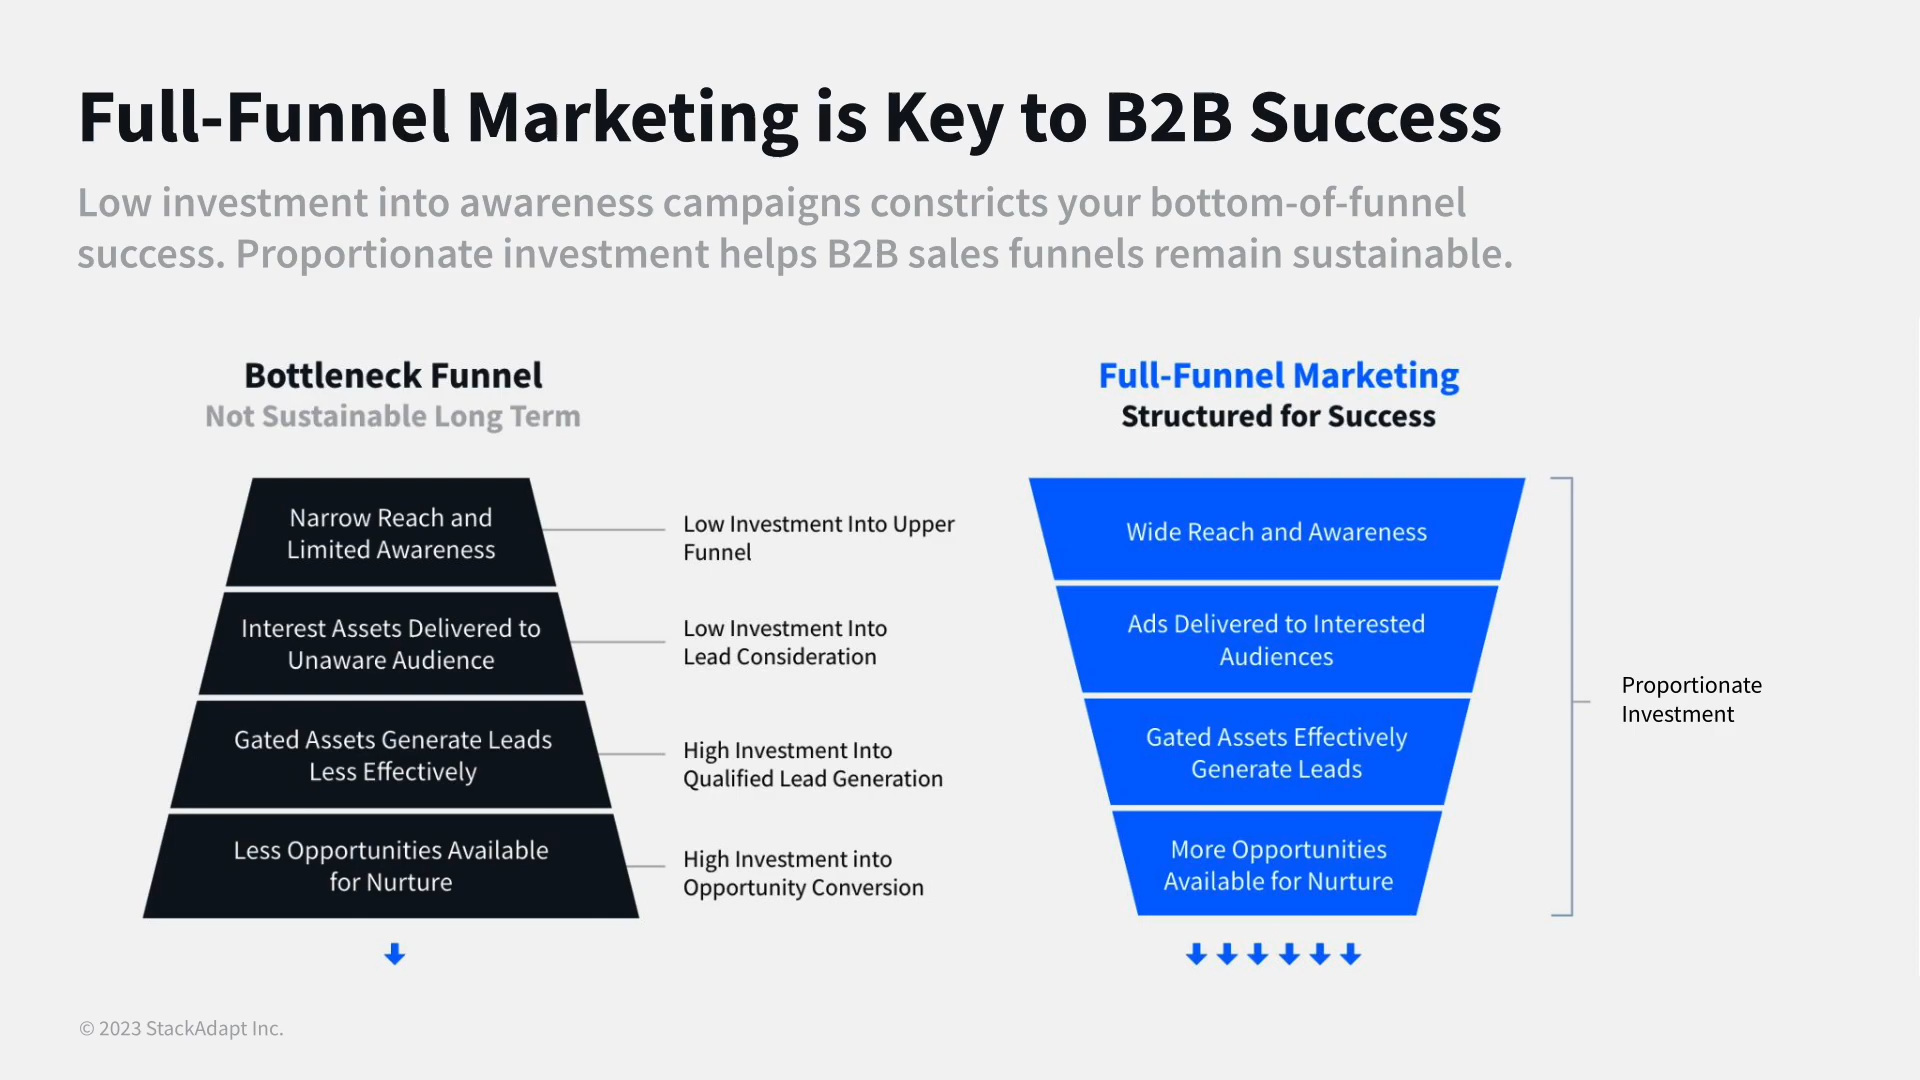 Full-Funnel Marketing is Key to B2B Success
Low investment into awareness campaigns constricts your bottom-of-funnel
success. Proportionate investment helps B2B sales funnels remain sustainable.
Bottleneck Funnel
Not Sustainable Long Term
Narrow Reach and
Limited Awareness
Low Investment Into Upper
Funnel
Interest Assets Delivered to
Unaware Audience
Low Investment Into
Lead Consideration
Gated Assets Generate Leads
Less Effectively
High Investment Into
Qualified Lead Generation
Less Opportunities Available
for Nurture
High Investment into
Opportunity Conversion
Full-Funnel Marketing
Structured for Success
Wide Reach and Awareness
Ads Delivered to Interested
Audiences
Gated Assets Effectively
Generate Leads
More Opportunities
Available for Nurture
Proportionate
Investment
© 2023 StackAdapt Inc.